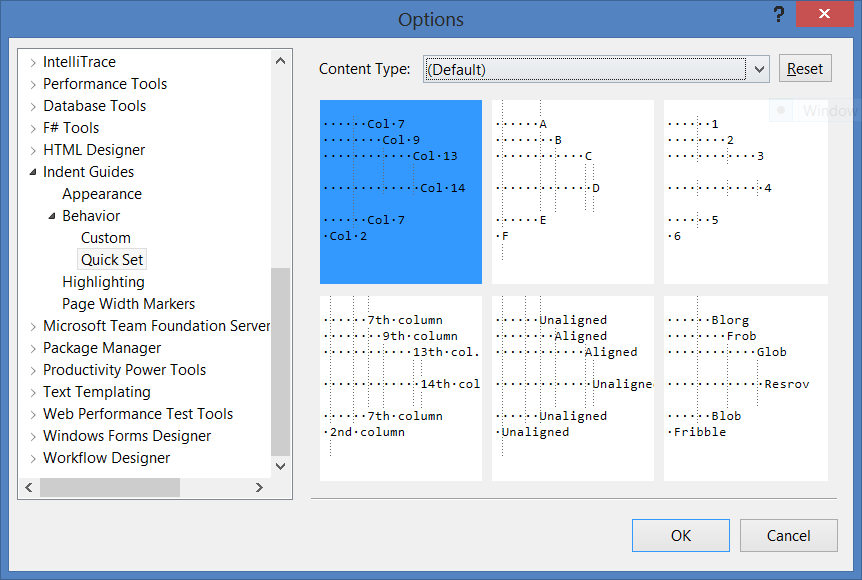 Options
?
IntelliTrace
Performance Tools
Database Tools
F# Tools
HTML Designer
Indent Guides
Appearance
Behavior
Custom
Quick Set
Highlighting
Page Width Markers
Microsoft Team Foundation Server
Package Manager
Productivity Power Tools
Text Templating
Web Performance Test Tools
Windows Forms Designer
Workflow Designer
Content Type: (Default) Reset
Window
······Col·7
········Col·9
············Col·13
·············Col·14
······Col·7
·Col·2
······A
········B
············C
·············D
······E
·F
······1
········2
············3
·············4
······5
·6
······7th·column
········9th·column
············13th·col.
·············14th·col
······7th·column
·2nd·column
······Unaligned
········Aligned
············Aligned
·············Unaligne
······Unaligned
·Unaligned
······Blorg
········Frob
············Glob
·············Resrov
······Blob
·Fribble
OK Cancel